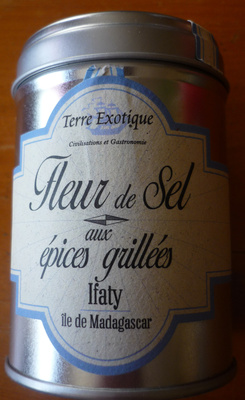 Terre Exotique
Civilisations et Gastronomie
Fleur de Sel
aux
épices grillées
Ifaty
île de Madagascar